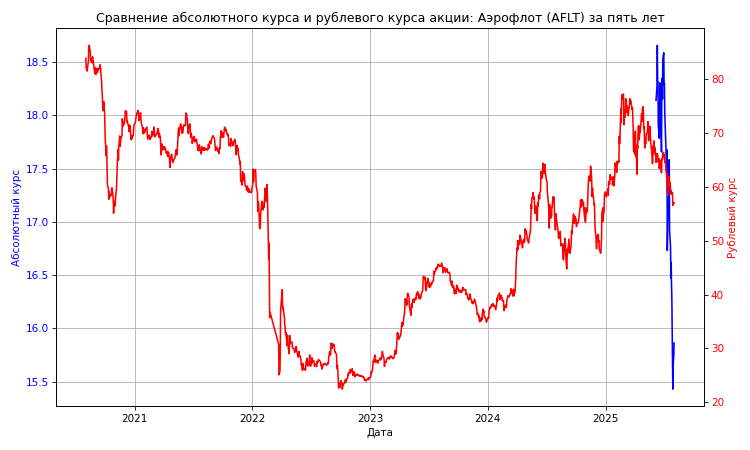 Сравнение абсолютного курса и рублевого курса акции: Аэрофлот (AFLT) за пять лет
18.5
18.0
17.5
17.0
16.5
16.0
15.5
Абсолютный курс
80
70
60
50
40
30
20
Рублевый курс
2021 2022 2023 2024 2025
Дата